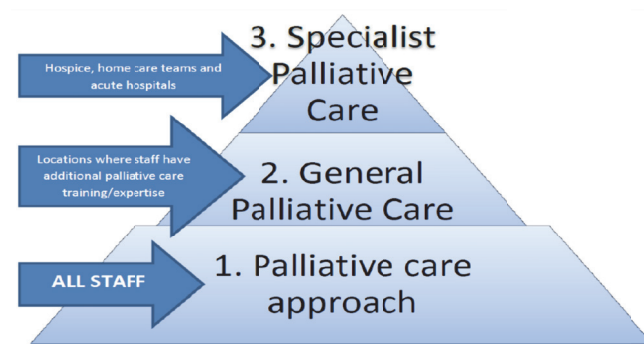 3. Specialist
Palliative
Care
Hospice, home care teams and
acute hospitals
2. General
Palliative Care
Locations where staff have
additional palliative care
training/expertise
1. Palliative care
approach
ALL STAFF